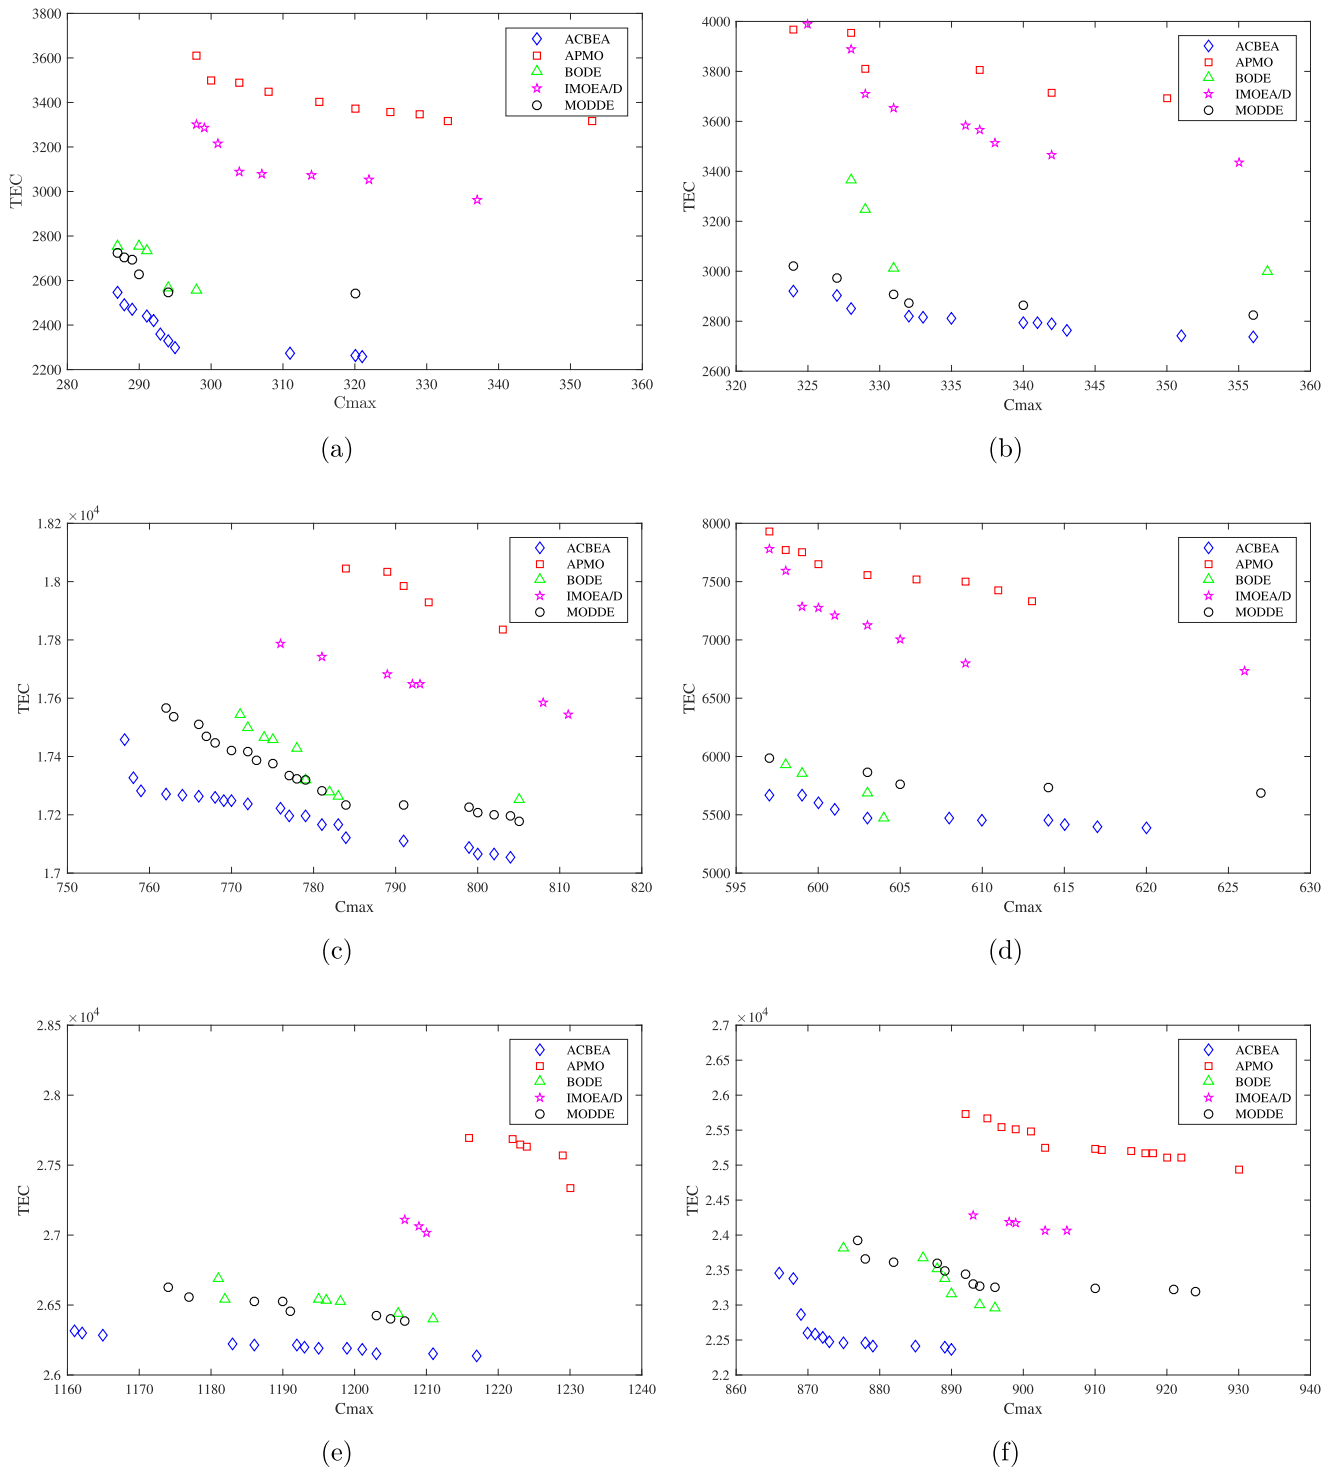 3800
3600
3400
3200
3000
2800
2600
2400
2200
TEC
280 290 300 310 320 330 340 350 360
Cmax
ACBEA
APMO
BODE
IMOEA/D
MODDE
(a)
4000
3800
3600
3400
3200
3000
2800
2600
TEC
320 325 330 335 340 345 350 355 360
Cmax
ACBEA
APMO
BODE
IMOEA/D
MODDE
(b)
×10⁴
1.82
1.8
1.78
1.76
1.74
1.72
1.7
TEC
750 760 770 780 790 800 810 820
Cmax
ACBEA
APMO
BODE
IMOEA/D
MODDE
(c)
8000
7500
7000
6500
6000
5500
5000
TEC
595 600 605 610 615 620 625 630
Cmax
ACBEA
APMO
BODE
IMOEA/D
MODDE
(d)
×10⁴
2.85
2.8
2.75
2.7
2.65
2.6
TEC
1160 1170 1180 1190 1200 1210 1220 1230 1240
Cmax
ACBEA
APMO
BODE
IMOEA/D
MODDE
(e)
×10⁴
2.7
2.65
2.6
2.55
2.5
2.45
2.4
2.35
2.3
2.25
2.2
TEC
860 870 880 890 900 910 920 930 940
Cmax
ACBEA
APMO
BODE
IMOEA/D
MODDE
(f)